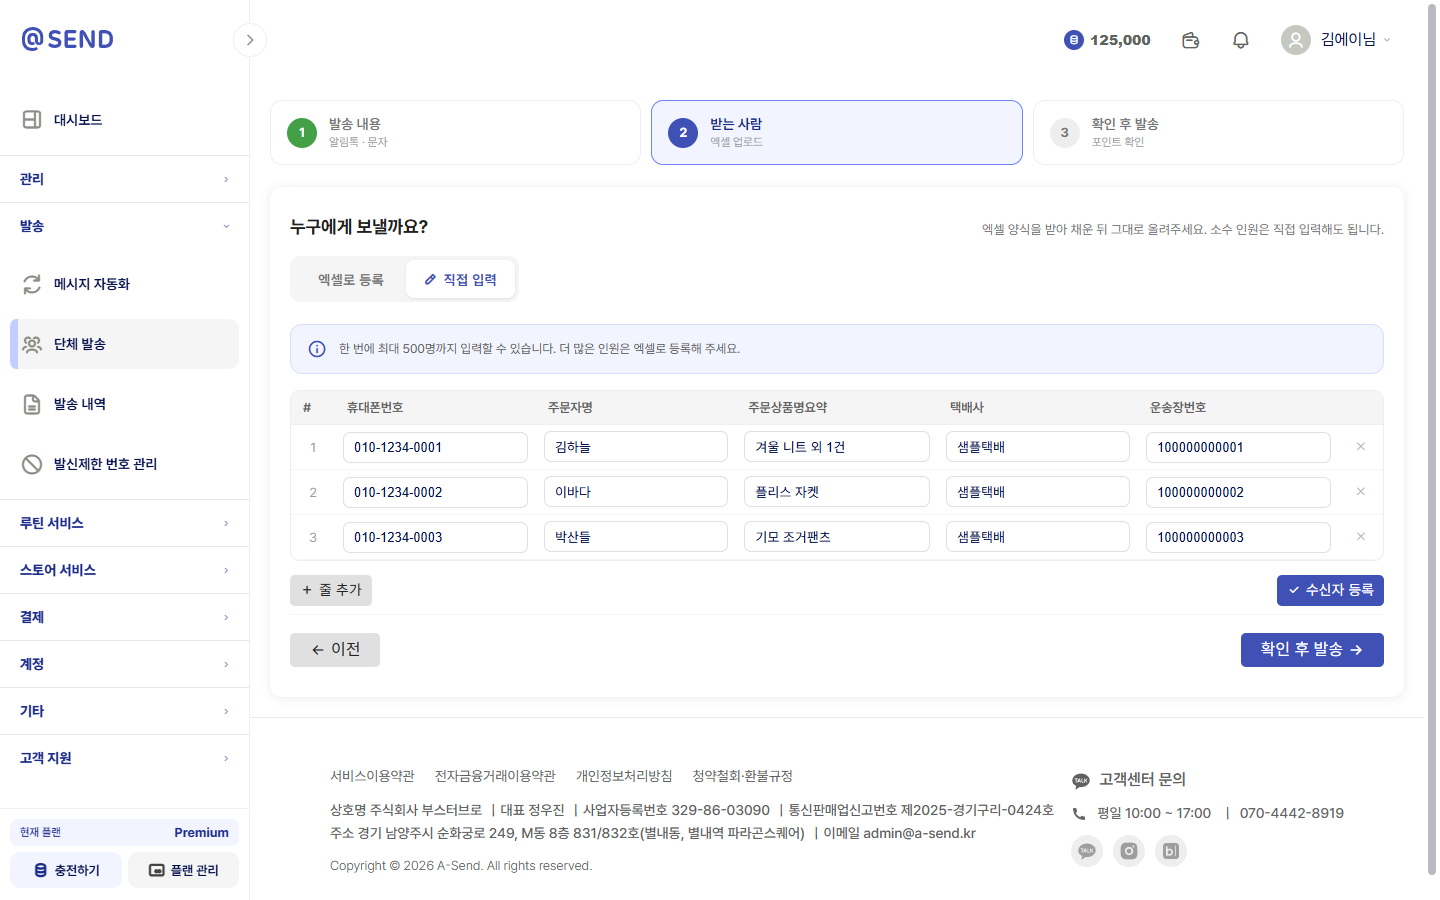 @SEND
125,000
김에이님
대시보드
관리
발송
메시지 자동화
단체 발송
발송 내역
발신제한 번호 관리
루틴 서비스
스토어 서비스
결제
계정
기타
고객 지원
현재 플랜 Premium
충전하기 플랜 관리
1 발송 내용
알림톡 · 문자
2 받는 사람
엑셀 업로드
3 확인 후 발송
포인트 확인
누구에게 보낼까요?
엑셀 양식을 받아 채운 뒤 그대로 올려주세요. 소수 인원은 직접 입력해도 됩니다.
엑셀로 등록 직접 입력
한 번에 최대 500명까지 입력할 수 있습니다. 더 많은 인원은 엑셀로 등록해 주세요.
# 휴대폰번호 주문자명 주문상품명요약 택배사 운송장번호
1 010-1234-0001 김하늘 겨울 니트 외 1건 샘플택배 100000000001 ×
2 010-1234-0002 이바다 플리스 자켓 샘플택배 100000000002 ×
3 010-1234-0003 박산들 기모 조거팬츠 샘플택배 100000000003 ×
+ 줄 추가
✓ 수신자 등록
← 이전
확인 후 발송 →
서비스이용약관 전자금융거래이용약관 개인정보처리방침 청약철회·환불규정
상호명 주식회사 부스터브로 | 대표 정우진 | 사업자등록번호 329-86-03090 | 통신판매업신고번호 제2025-경기구리-0424호
주소 경기 남양주시 순화궁로 249, M동 8층 831/832호(별내동, 별내역 파라곤스퀘어) | 이메일 admin@a-send.kr
Copyright © 2026 A-Send. All rights reserved.
TALK 고객센터 문의
평일 10:00 ~ 17:00 | 070-4442-8919
TALK b|